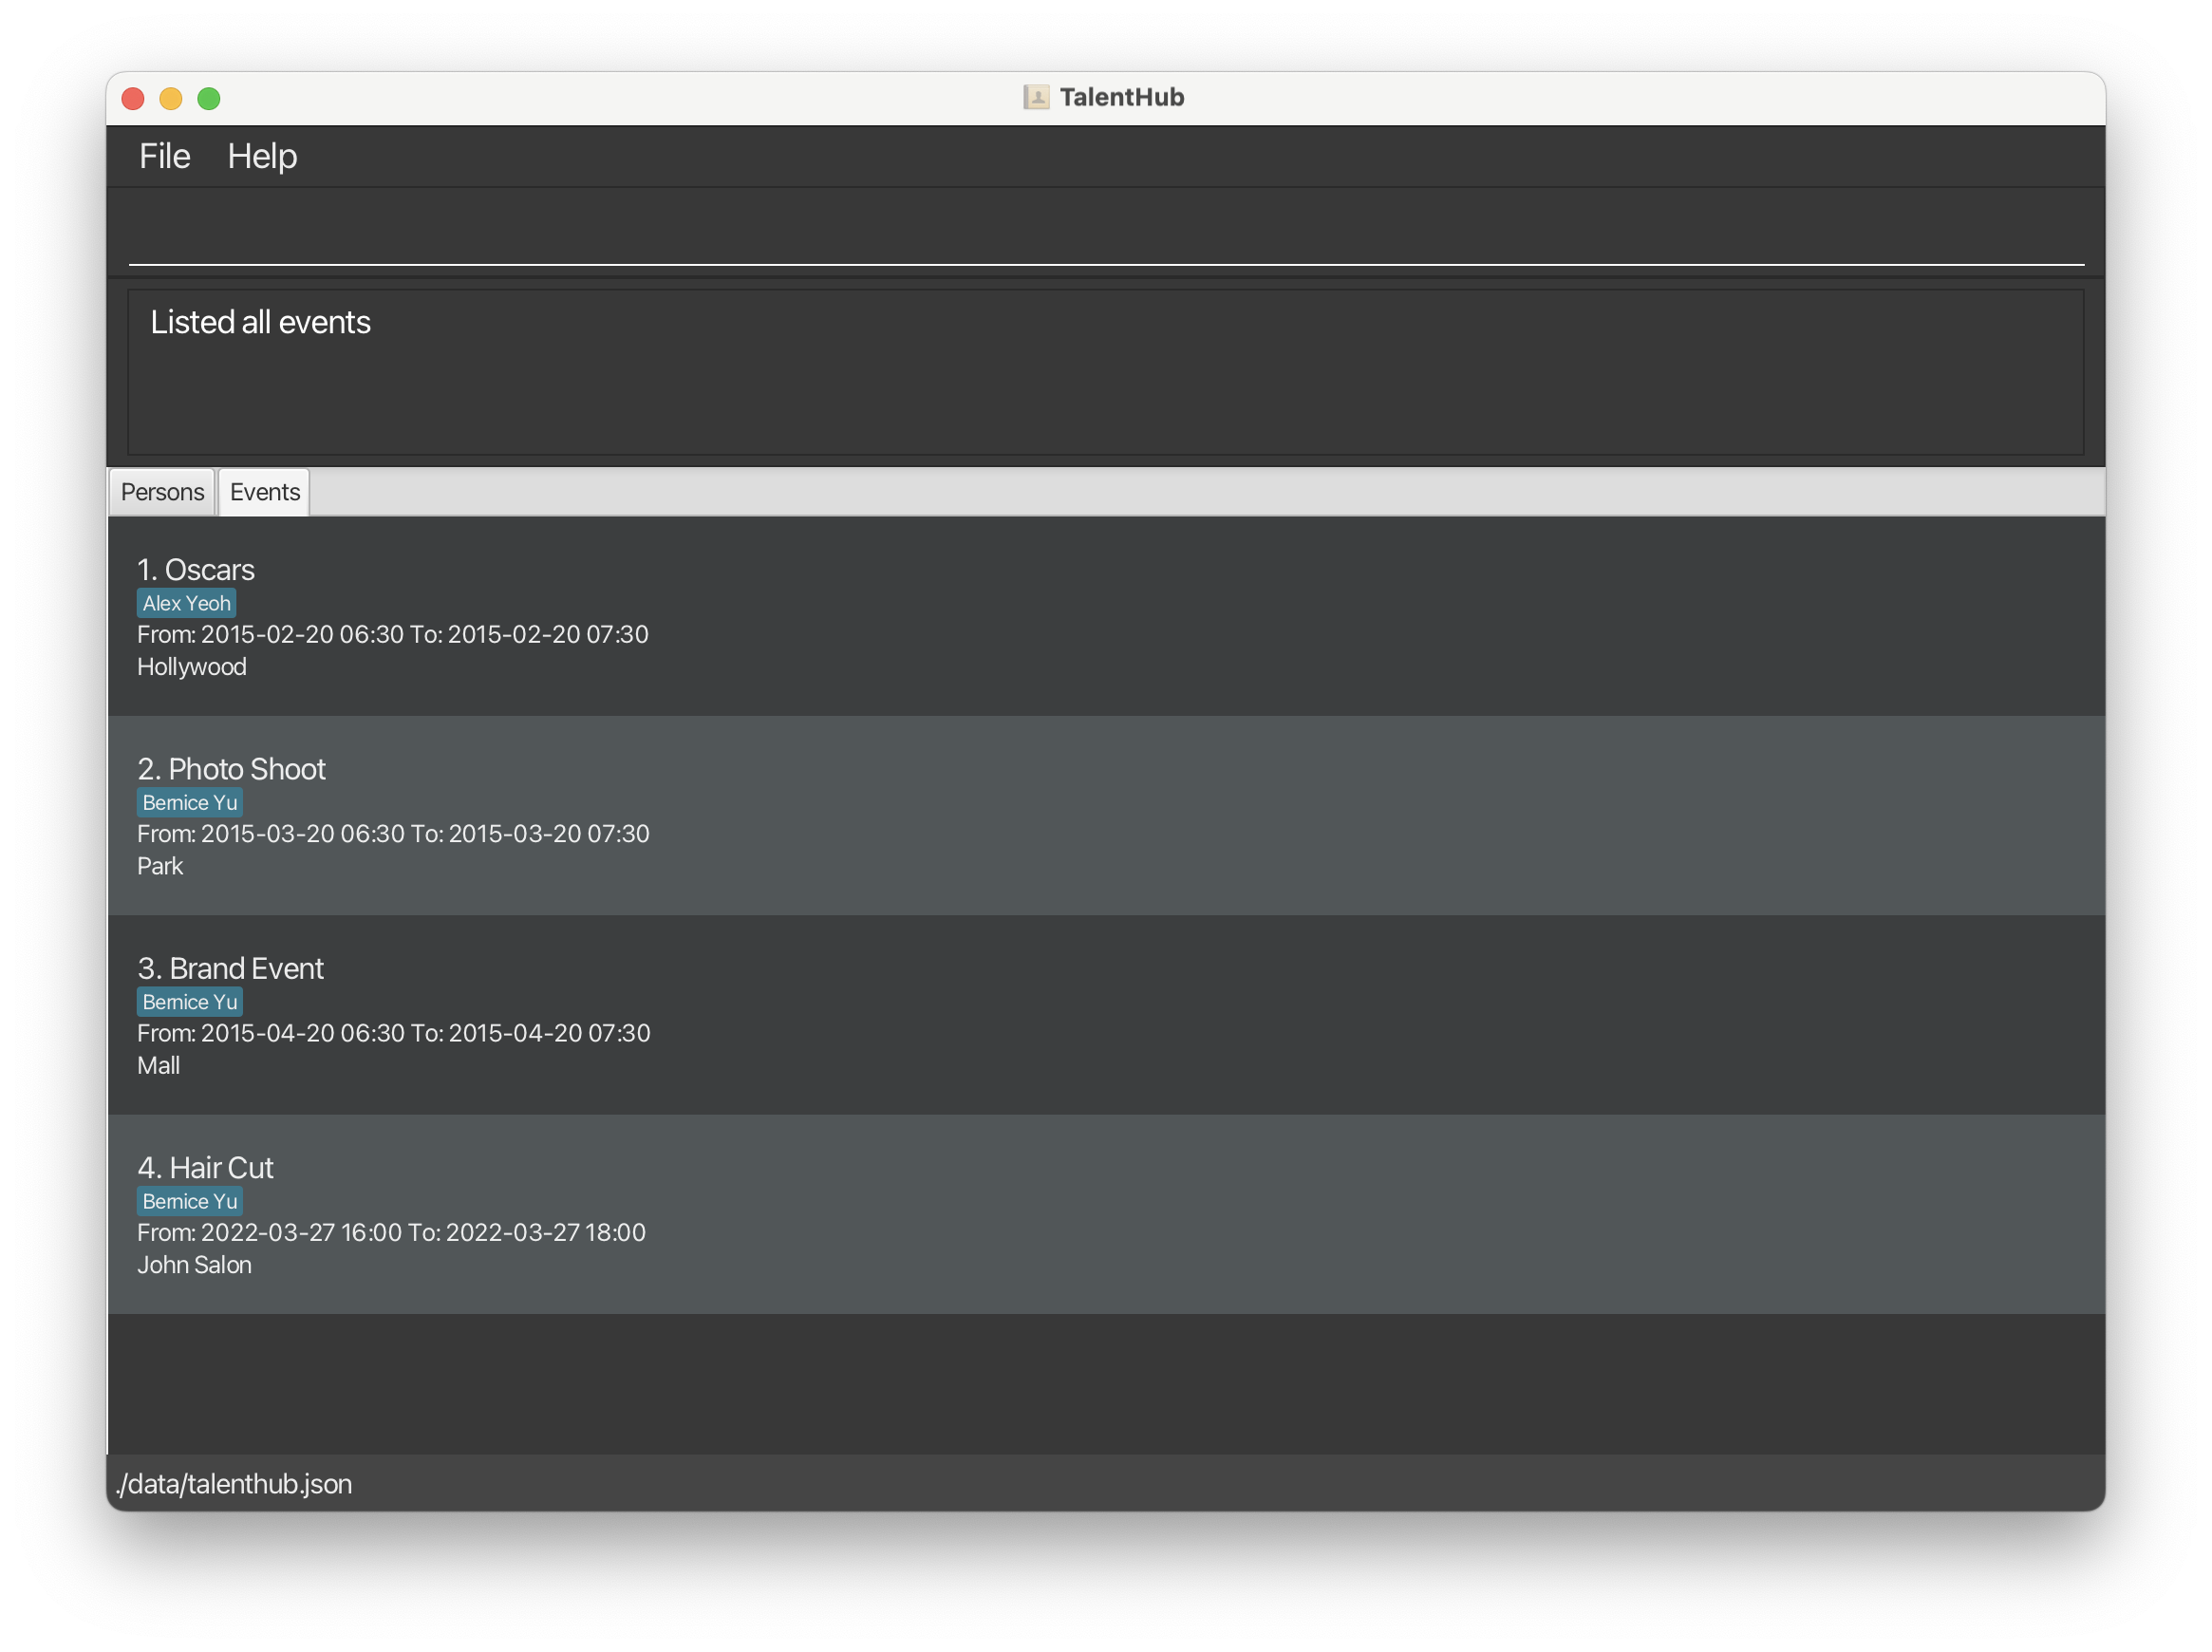 TalentHub
File Help
Listed all events
Persons Events
1. Oscars
Alex Yeoh
From: 2015-02-20 06:30 To: 2015-02-20 07:30
Hollywood
2. Photo Shoot
Bernice Yu
From: 2015-03-20 06:30 To: 2015-03-20 07:30
Park
3. Brand Event
Bernice Yu
From: 2015-04-20 06:30 To: 2015-04-20 07:30
Mall
4. Hair Cut
Bernice Yu
From: 2022-03-27 16:00 To: 2022-03-27 18:00
John Salon
./data/talenthub.json